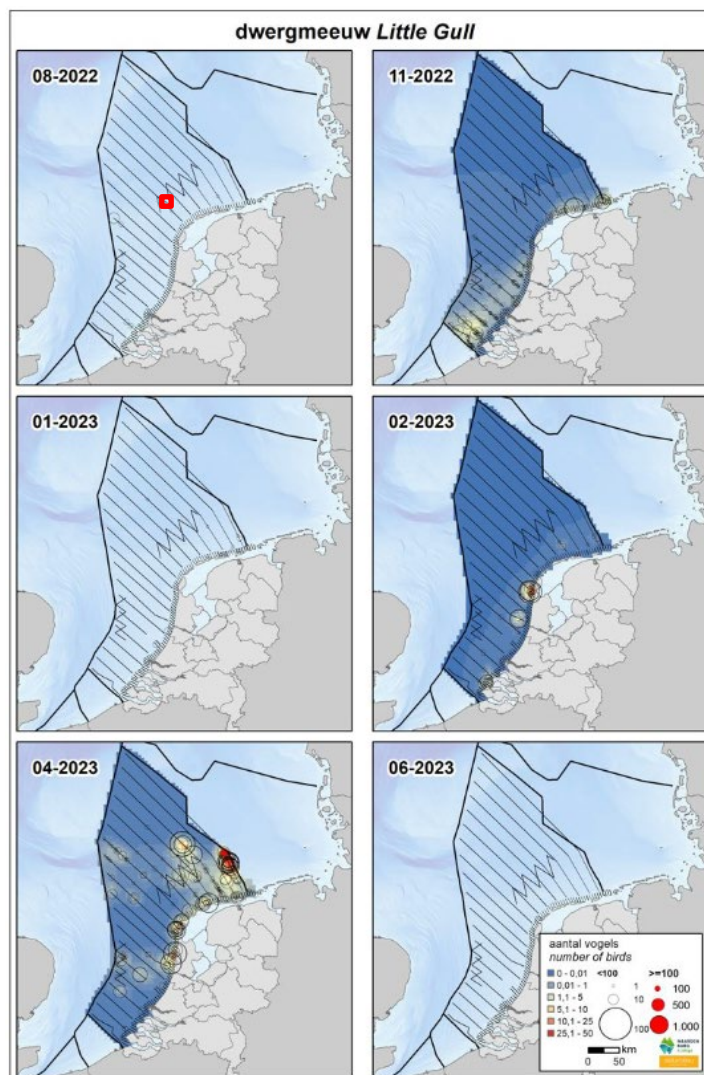 dwergmeeuw Little Gull
08-2022
11-2022
01-2023
02-2023
04-2023
06-2023
aantal vogels
number of birds
<100
>=100
0 - 0,01
0,01 - 1
1,1 - 5
5,1 - 10
10,1 - 25
25,1 - 50
1
10
100
100
500
1.000
km
0
50